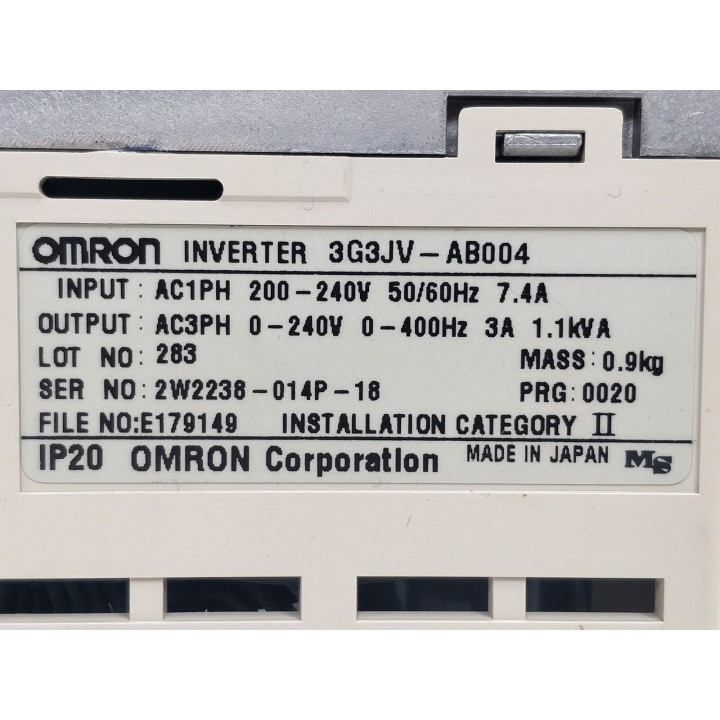 OMRON INVERTER 3G3JV-AB004
INPUT : AC1PH 200-240V 50/60Hz 7.4A
OUTPUT : AC3PH 0-240V 0-400Hz 3A 1.1kVA
LOT NO : 283 MASS : 0.9kg
SER NO : 2W2238-014P-18 PRG : 0020
FILE NO:E179149 INSTALLATION CATEGORY II
IP20 OMRON Corporation MADE IN JAPAN MS